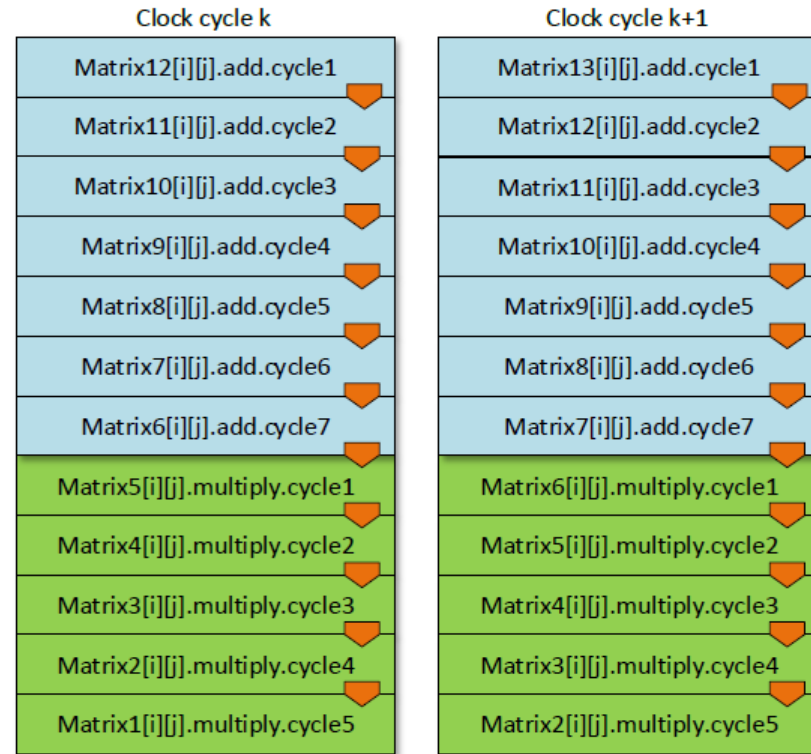 Clock cycle k
Matrix12[i][j].add.cycle1
Matrix11[i][j].add.cycle2
Matrix10[i][j].add.cycle3
Matrix9[i][j].add.cycle4
Matrix8[i][j].add.cycle5
Matrix7[i][j].add.cycle6
Matrix6[i][j].add.cycle7
Matrix5[i][j].multiply.cycle1
Matrix4[i][j].multiply.cycle2
Matrix3[i][j].multiply.cycle3
Matrix2[i][j].multiply.cycle4
Matrix1[i][j].multiply.cycle5
Clock cycle k+1
Matrix13[i][j].add.cycle1
Matrix12[i][j].add.cycle2
Matrix11[i][j].add.cycle3
Matrix10[i][j].add.cycle4
Matrix9[i][j].add.cycle5
Matrix8[i][j].add.cycle6
Matrix7[i][j].add.cycle7
Matrix6[i][j].multiply.cycle1
Matrix5[i][j].multiply.cycle2
Matrix4[i][j].multiply.cycle3
Matrix3[i][j].multiply.cycle4
Matrix2[i][j].multiply.cycle5